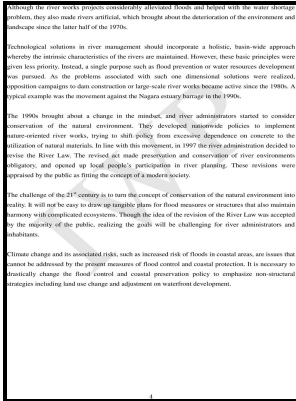 Although the river works projects considerably alleviated floods and helped with the water shortage
problem, they also made rivers artificial, which brought about the deterioration of the environment and
landscape since the latter half of the 1970s.
Technological solutions in river management should incorporate a holistic, basin-wide approach
whereby the intrinsic characteristics of the rivers are maintained. However, these basic principles were
given less priority. Instead, a single purpose such as flood prevention or water resources development
was pursued. As the problems associated with such one dimensional solutions were realized,
opposition campaigns to dam construction or large-scale river works became active since the 1980s. A
typical example was the movement against the Nagara estuary barrage in the 1990s.
The 1990s brought about a change in the mindset, and river administrators started to consider
conservation of the natural environment. They developed nationwide policies to implement
nature-oriented river works, trying to shift policy from excessive dependence on concrete to the
utilization of natural materials. In line with this movement, in 1997 the river administration decided to
revise the River Law. The revised act made preservation and conservation of river environments
obligatory, and opened up local people's participation in river planning. These revisions were
appraised by the public as fitting the concept of a modern society.
The challenge of the 21st century is to turn the concept of conservation of the natural environment into
reality. It will not be easy to draw up tangible plans for flood measures or structures that also maintain
harmony with complicated ecosystems. Though the idea of the revision of the River Law was accepted
by the majority of the public, realizing the goals will be challenging for river administrators and
inhabitants.
Climate change and its associated risks, such as increased risk of floods in coastal areas, are issues that
cannot be addressed by the present measures of flood control and coastal protection. It is necessary to
drastically change the flood control and coastal preservation policy to emphasize non-structural
strategies including land use change and adjustment on waterfront development.
4